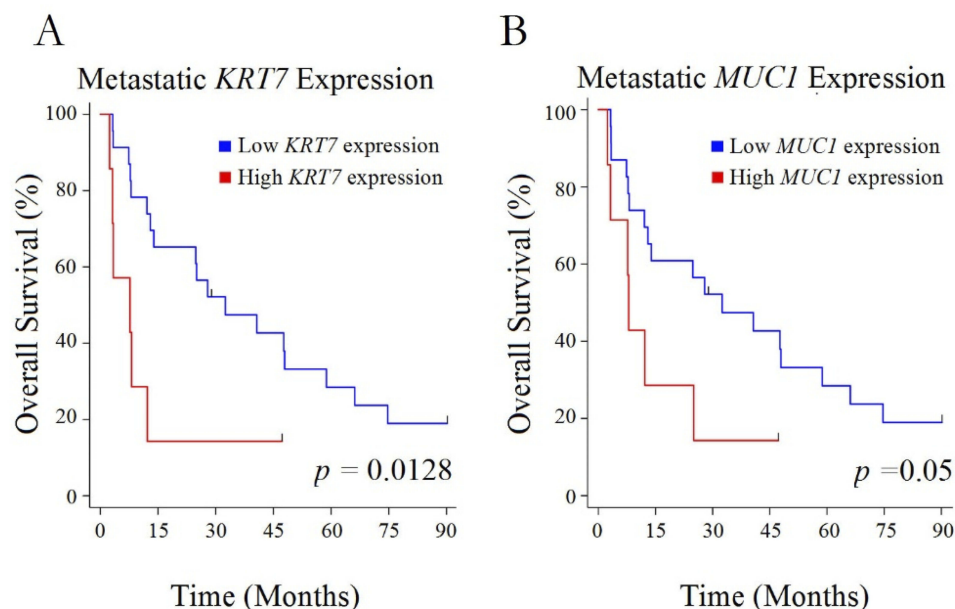 A
Metastatic KRT7 Expression
Overall Survival (%)
100
80
60
40
20
0
Low KRT7 expression
High KRT7 expression
p = 0.0128
0 15 30 45 60 75 90
Time (Months)
B
Metastatic MUC1 Expression
Overall Survival (%)
100
80
60
40
20
0
Low MUC1 expression
High MUC1 expression
p =0.05
0 15 30 45 60 75 90
Time (Months)